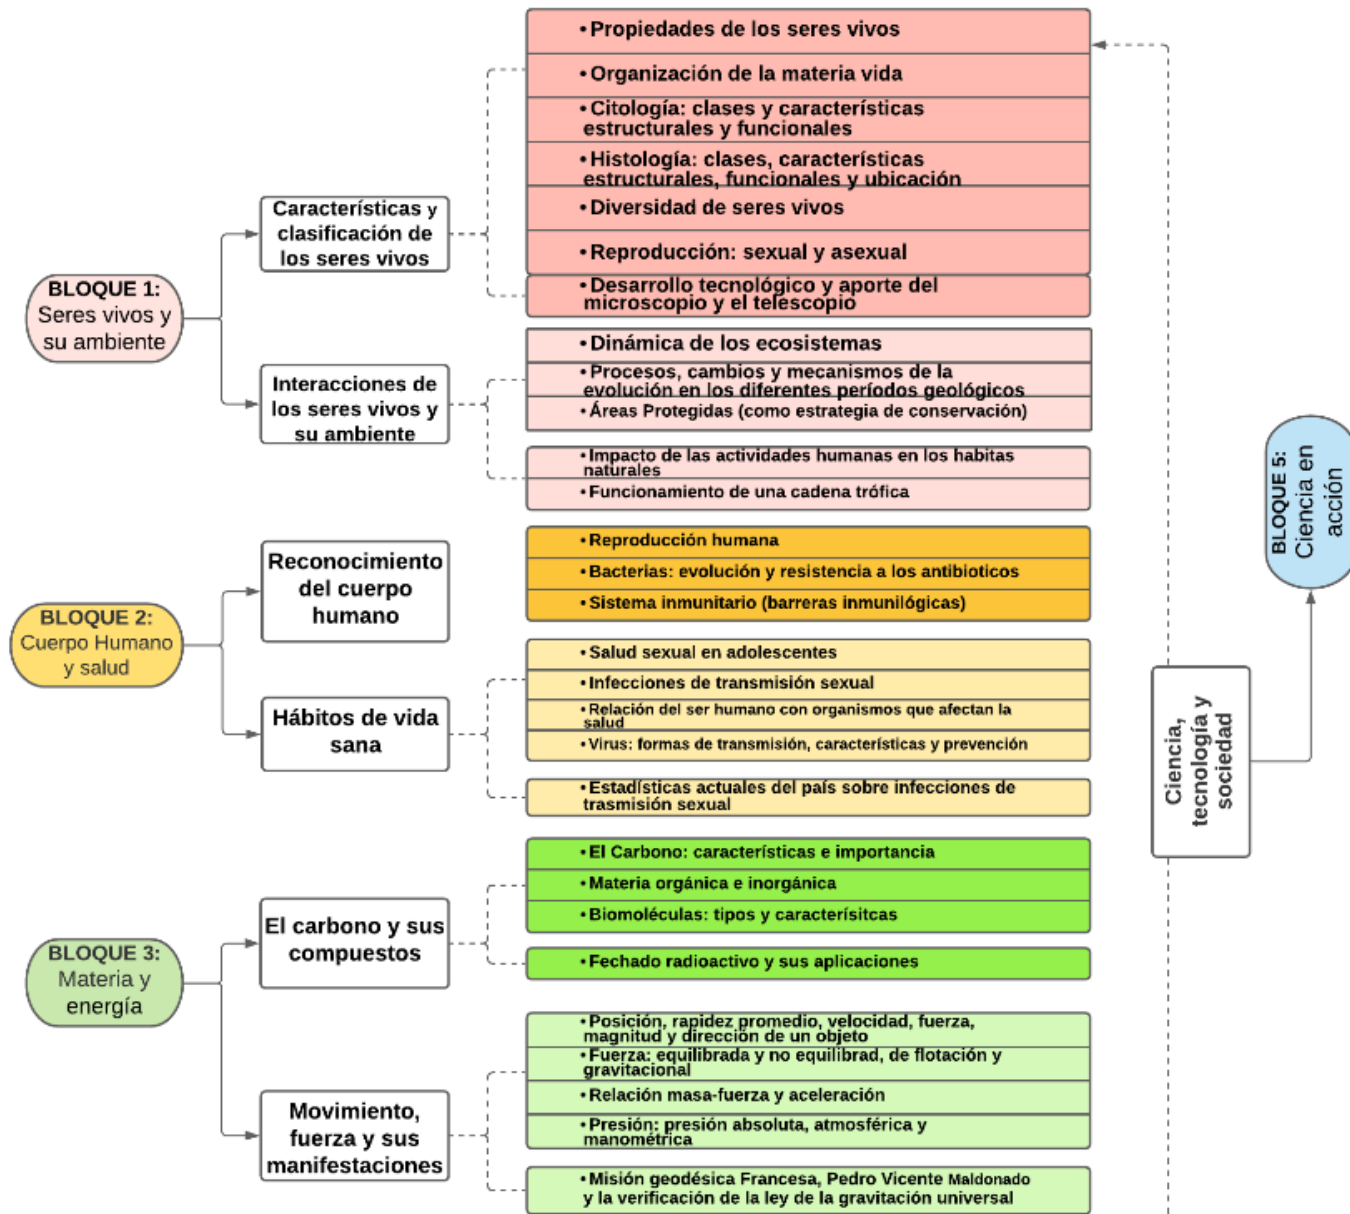 BLOQUE 1:
Seres vivos y
su ambiente
Características y
clasificación de
los seres vivos
• Propiedades de los seres vivos
• Organización de la materia vida
• Citología: clases y características
estructurales y funcionales
• Histología: clases, características
estructurales, funcionales y ubicación
• Diversidad de seres vivos
• Reproducción: sexual y asexual
• Desarrollo tecnológico y aporte del
microscopio y el telescopio
Interacciones de
los seres vivos y
su ambiente
• Dinámica de los ecosistemas
• Procesos, cambios y mecanismos de la
evolución en los diferentes períodos geológicos
• Áreas Protegidas (como estrategia de conservación)
• Impacto de las actividades humanas en los habitas
naturales
• Funcionamiento de una cadena trófica
BLOQUE 2:
Cuerpo Humano
y salud
Reconocimiento
del cuerpo
humano
• Reproducción humana
• Bacterias: evolución y resistencia a los antibioticos
• Sistema inmunitario (barreras inmunilógicas)
Hábitos de vida
sana
• Salud sexual en adolescentes
• Infecciones de transmisión sexual
• Relación del ser humano con organismos que afectan la
salud
• Virus: formas de transmisión, características y prevención
• Estadísticas actuales del país sobre infecciones de
trasmisión sexual
BLOQUE 3:
Materia y
energía
El carbono y sus
compuestos
• El Carbono: características e importancia
• Materia orgánica e inorgánica
• Biomoléculas: tipos y caracterísitcas
• Fechado radioactivo y sus aplicaciones
Movimiento,
fuerza y sus
manifestaciones
• Posición, rapidez promedio, velocidad, fuerza,
magnitud y dirección de un objeto
• Fuerza: equilibrada y no equilibrad, de flotación y
gravitacional
• Relación masa-fuerza y aceleración
• Presión: presión absoluta, atmosférica y
manométrica
• Misión geodésica Francesa, Pedro Vicente Maldonado
y la verificación de la ley de la gravitación universal
Ciencia,
tecnología y
sociedad
BLOQUE 5:
Ciencia en
acción